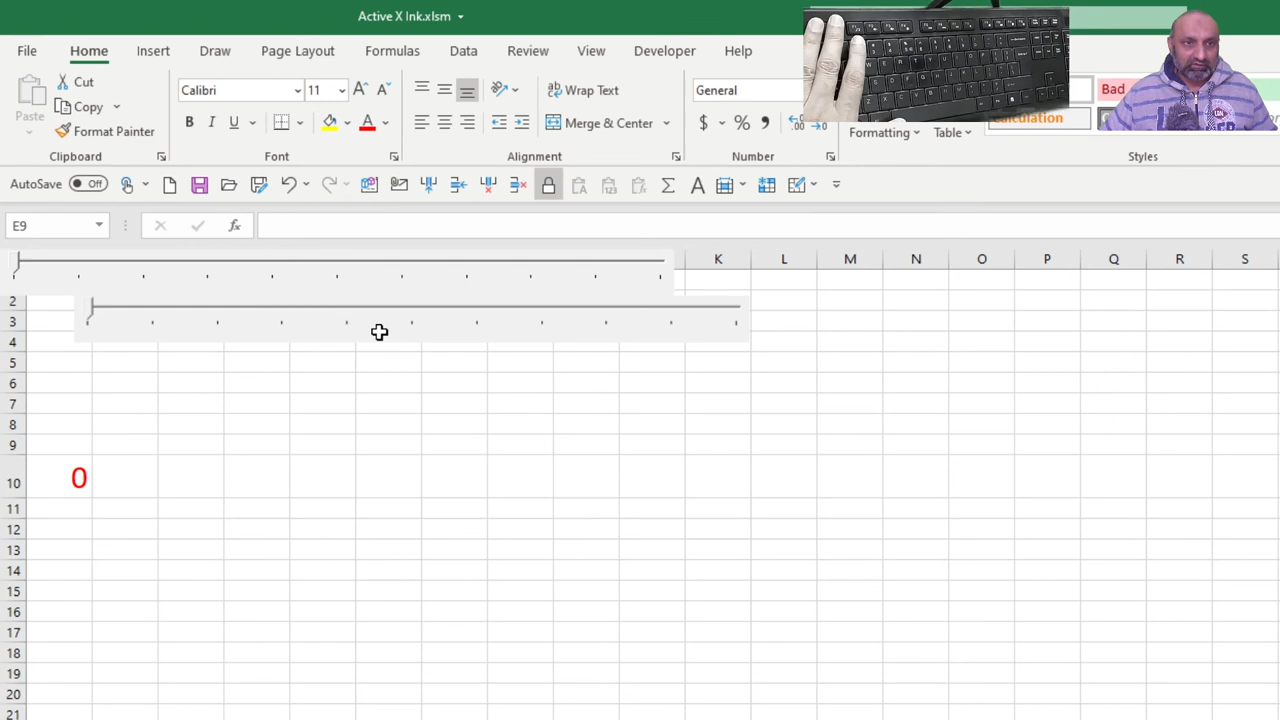 Active X Ink.xlsm
File Home Insert Draw Page Layout Formulas Data Review View Developer Help
Paste
Cut
Copy
Format Painter
Clipboard
Calibri 11
B I U
Font
Wrap Text
Merge & Center
Alignment
General
$ % ,
Number
Formatting
Table
Bad
Calculation
Styles
AutoSave Off
E9
fx
K L M N O P Q R S
2
3
4
5
6
7
8
9
10 0
11
12
13
14
15
16
17
18
19
20
21